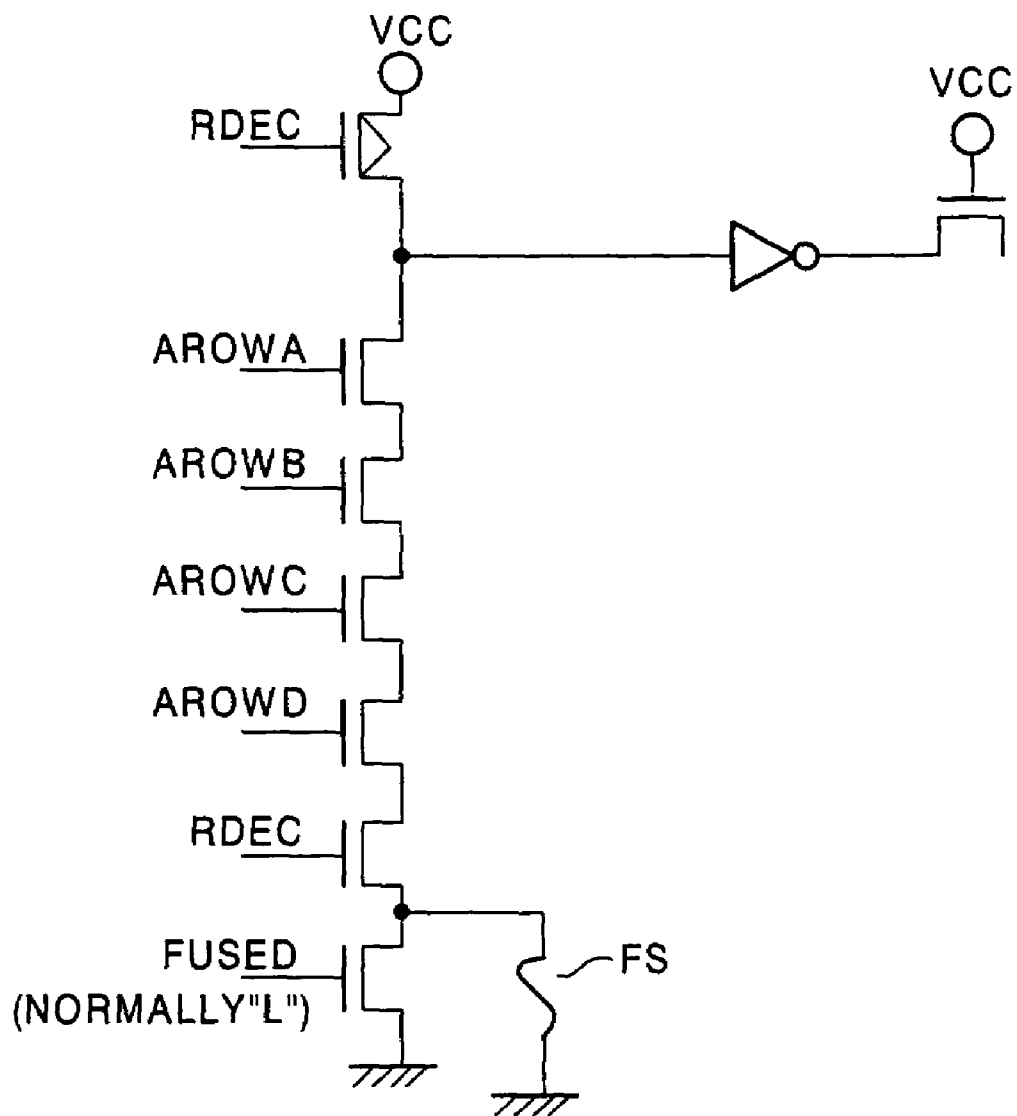 VCC
VCC
RDEC
AROWA
AROWB
AROWC
AROWD
RDEC
FUSED
(NORMALLY"L")
FS